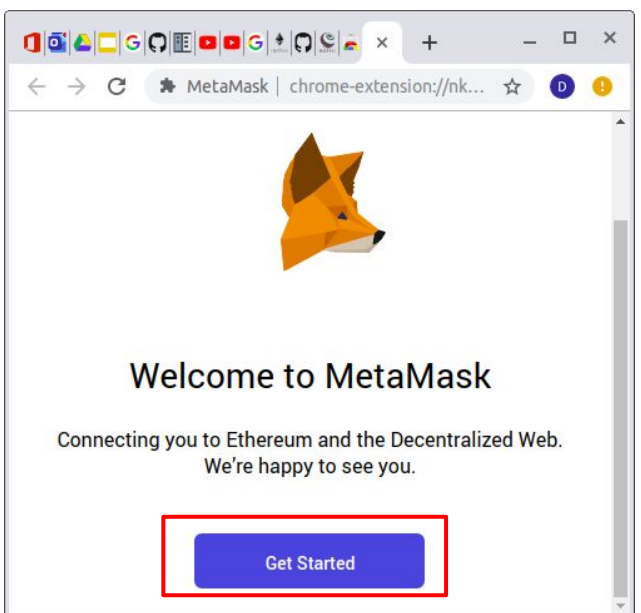 MetaMask | chrome-extension://nk...
D
Welcome to MetaMask
Connecting you to Ethereum and the Decentralized Web.
We're happy to see you.
Get Started